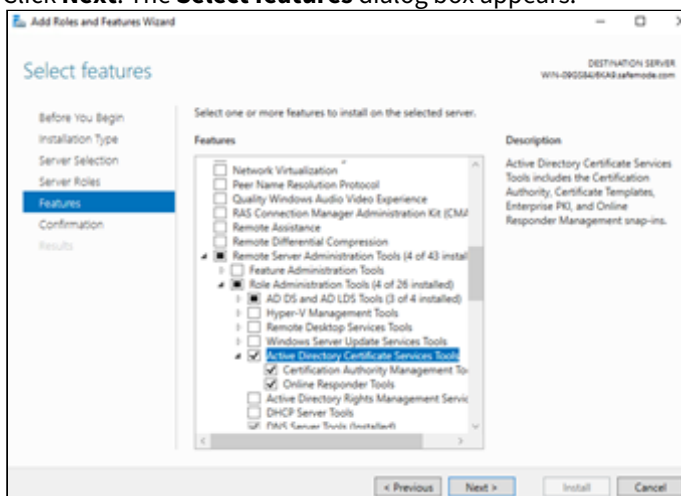 Click Next. The Select features dialog box appears.
Add Roles and Features Wizard
Select features
DESTINATION SERVER
Before You Begin
Installation Type
Server Selection
Server Roles
Features
Confirmation
Results
Select one or more features to install on the selected server.
Features
Network Virtualization
Peer Name Resolution Protocol
Quality Windows Audio Video Experience
RAS Connection Manager Administration Kit (CMA
Remote Assistance
Remote Differential Compression
Remote Server Administration Tools (4 of 43 instal
Feature Administration Tools
Role Administration Tools (4 of 26 installed)
AD DS and AD LDS Tools (3 of 4 installed)
Hyper-V Management Tools
Remote Desktop Services Tools
Windows Server Update Services Tools
Active Directory Certificate Services Tools
Certification Authority Management To
Online Responder Tools
Active Directory Rights Management Servic
DHCP Server Tools
DNS Server Tools (Installed)
Description
Active Directory Certificate Services
Tools includes the Certification
Authority, Certificate Templates,
Enterprise PKI, and Online
Responder Management snap-ins.
< Previous
Next >
Install
Cancel